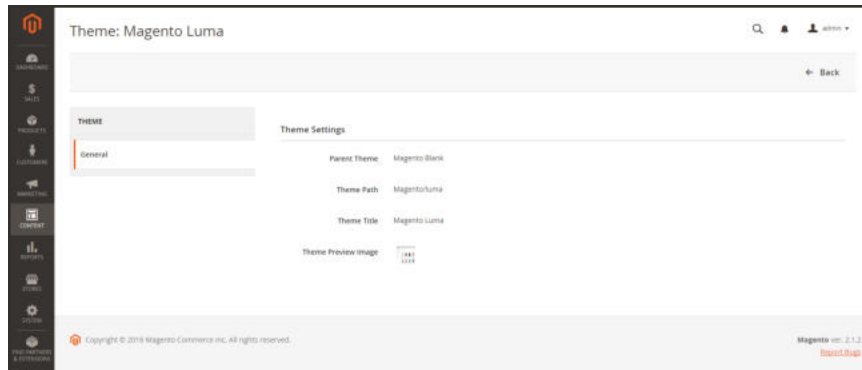 Theme: Magento Luma
admin
Back
DASHBOARD
SALES
PRODUCTS
CUSTOMERS
MARKETING
CONTENT
REPORTS
STORES
SYSTEM
FIND PARTNERS
& EXTENSIONS
THEME
General
Theme Settings
Parent Theme Magento Blank
Theme Path Magento/luma
Theme Title Magento Luma
Theme Preview Image
Copyright © 2016 Magento Commerce Inc. All rights reserved.
Magento ver. 2.1.2
Report Bugs